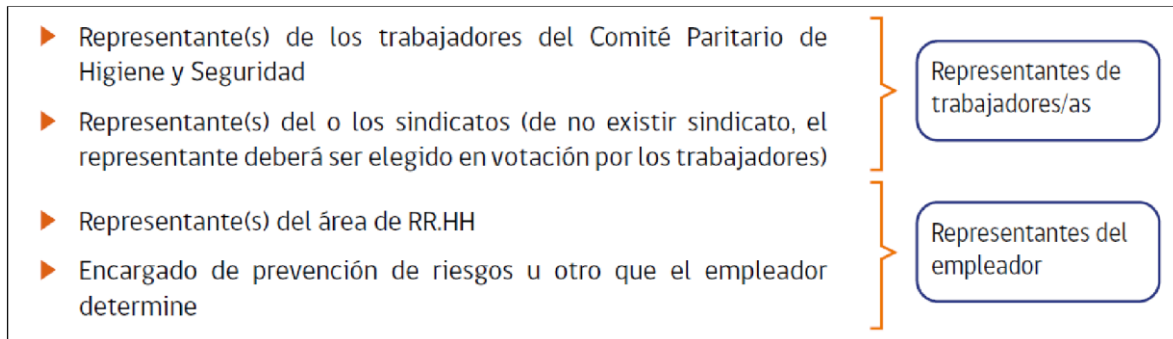 Representante(s) de los trabajadores del Comité Paritario de
Higiene y Seguridad
Representante(s) del o los sindicatos (de no existir sindicato, el
representante deberá ser elegido en votación por los trabajadores)
Representantes de
trabajadores/as
Representante(s) del área de RR.HH
Encargado de prevención de riesgos u otro que el empleador
determine
Representantes del
empleador